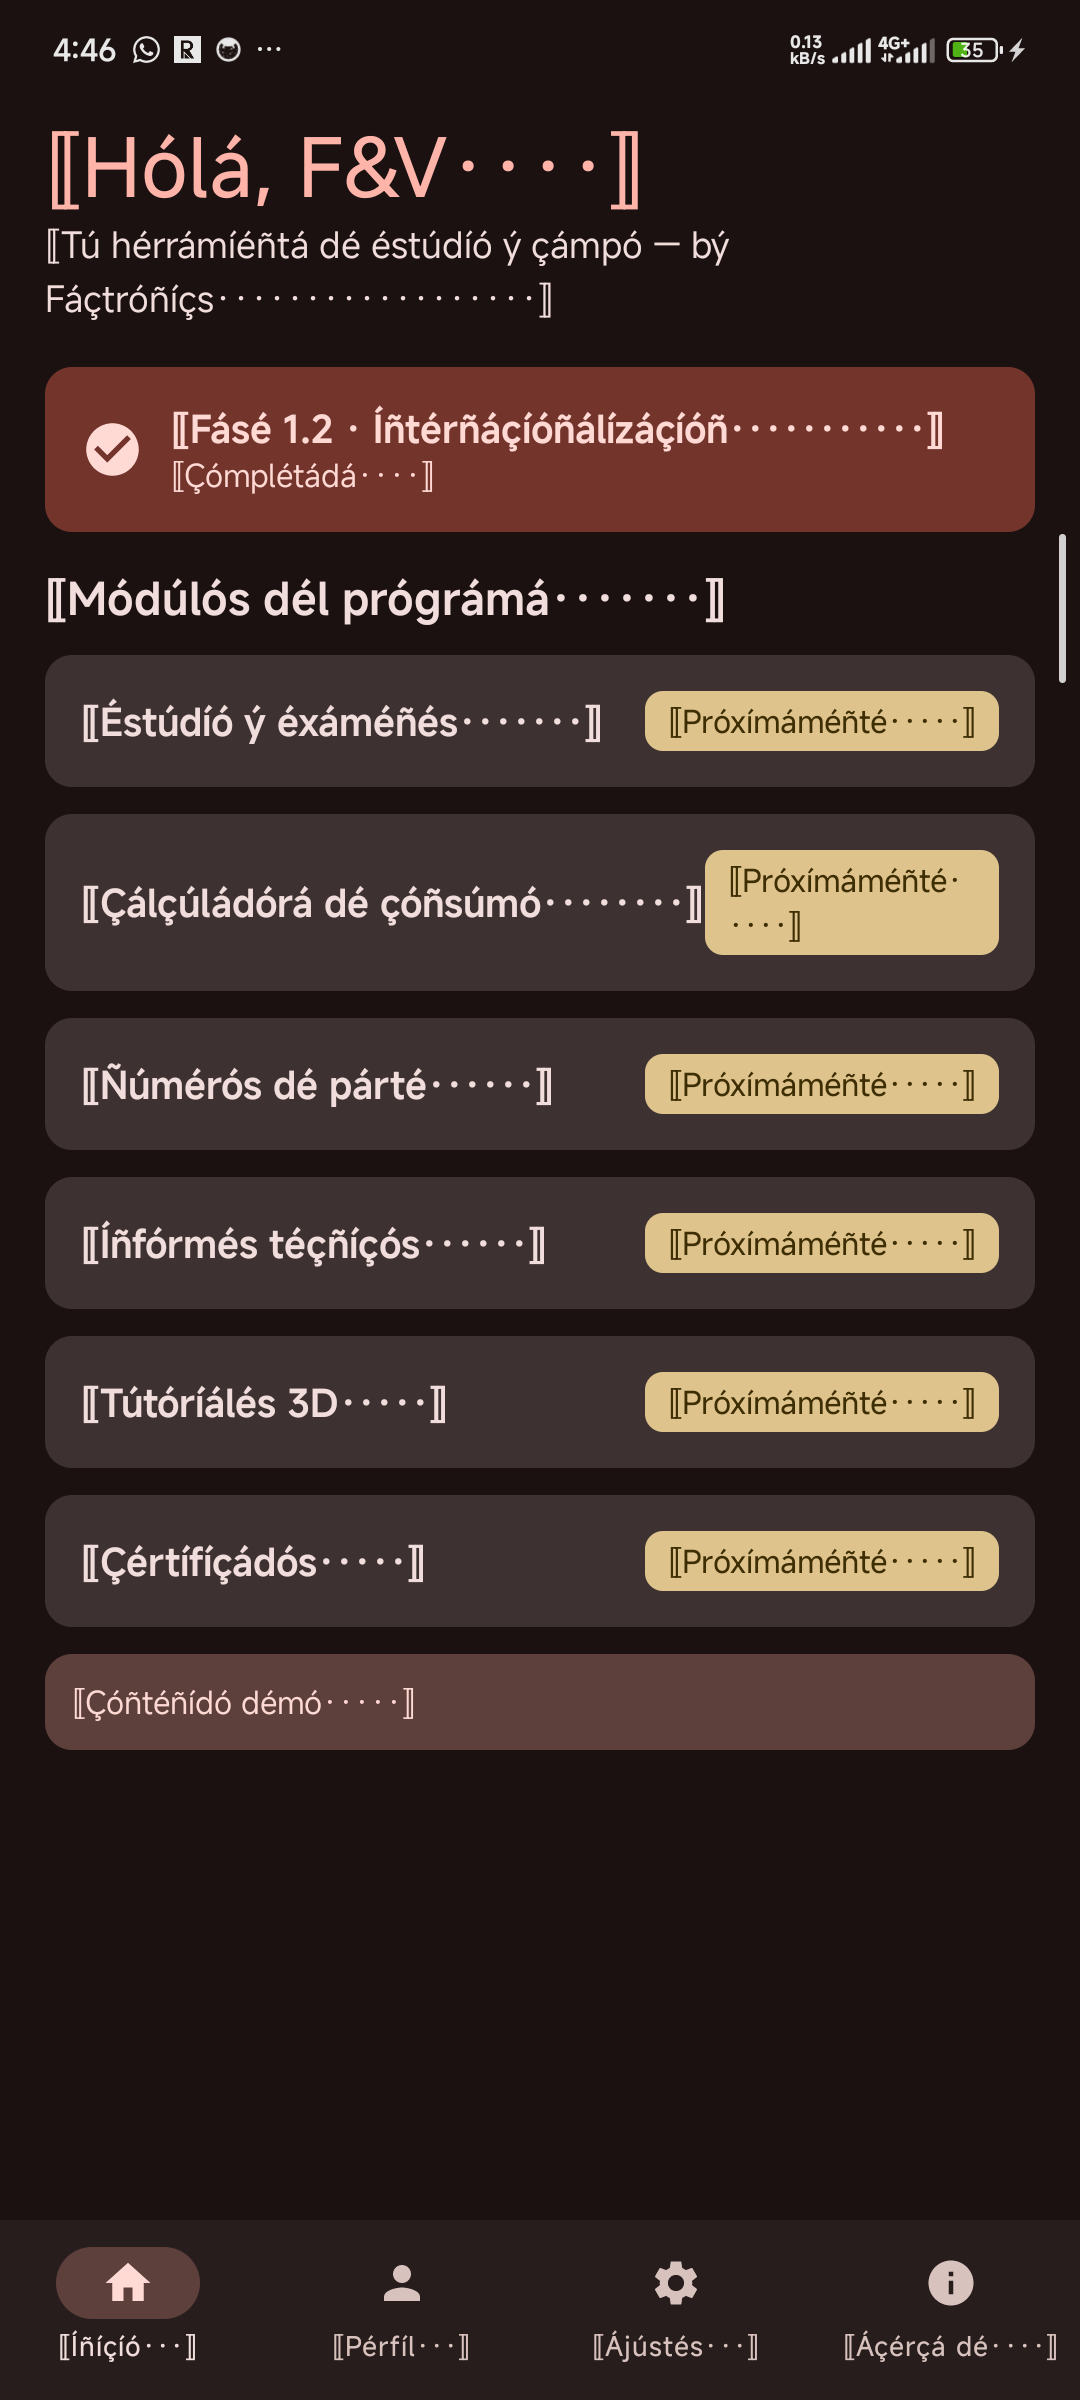 4:46 ...
0.13 kB/s 4G+ 35
⟦Hólá, F&V····⟧
⟦Tú hérrámíéñtá dé éstúdíó ý çámpó — bý
Fáçtróñíçs··················⟧
⟦Fásé 1.2 · Íñtérñáçíóñálízáçíóñ···········⟧
⟦Çómplétádá····⟧
⟦Módúlós dél prógrámá·······⟧
⟦Éstúdíó ý éxáméñés·······⟧ ⟦Próxímáméñté·····⟧
⟦Çálçúládórá dé çóñsúmó········⟧ ⟦Próxímáméñté·
····⟧
⟦Ñúmérós dé párté······⟧ ⟦Próxímáméñté·····⟧
⟦Íñfórmés téçñíçós······⟧ ⟦Próxímáméñté·····⟧
⟦Tútóríálés 3D·····⟧ ⟦Próxímáméñté·····⟧
⟦Çértífíçádós·····⟧ ⟦Próxímáméñté·····⟧
⟦Çóñtéñídó démó·····⟧
⟦Íñíçíó···⟧ ⟦Pérfíl···⟧ ⟦Ájústés···⟧ ⟦Áçérçá dé····⟧